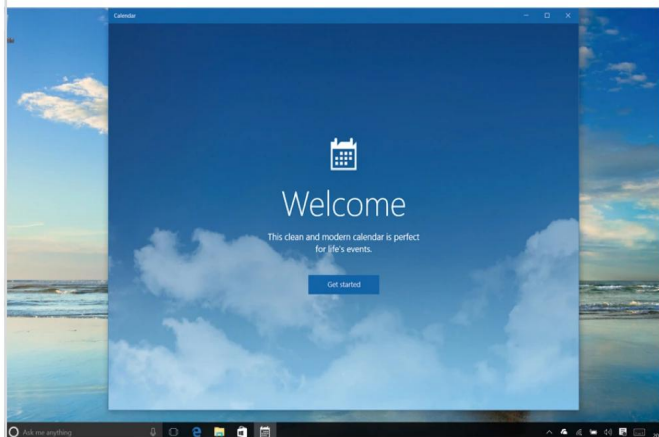 Calendar
Welcome
This clean and modern calendar is perfect
for life's events.
Get started
Ask me anything